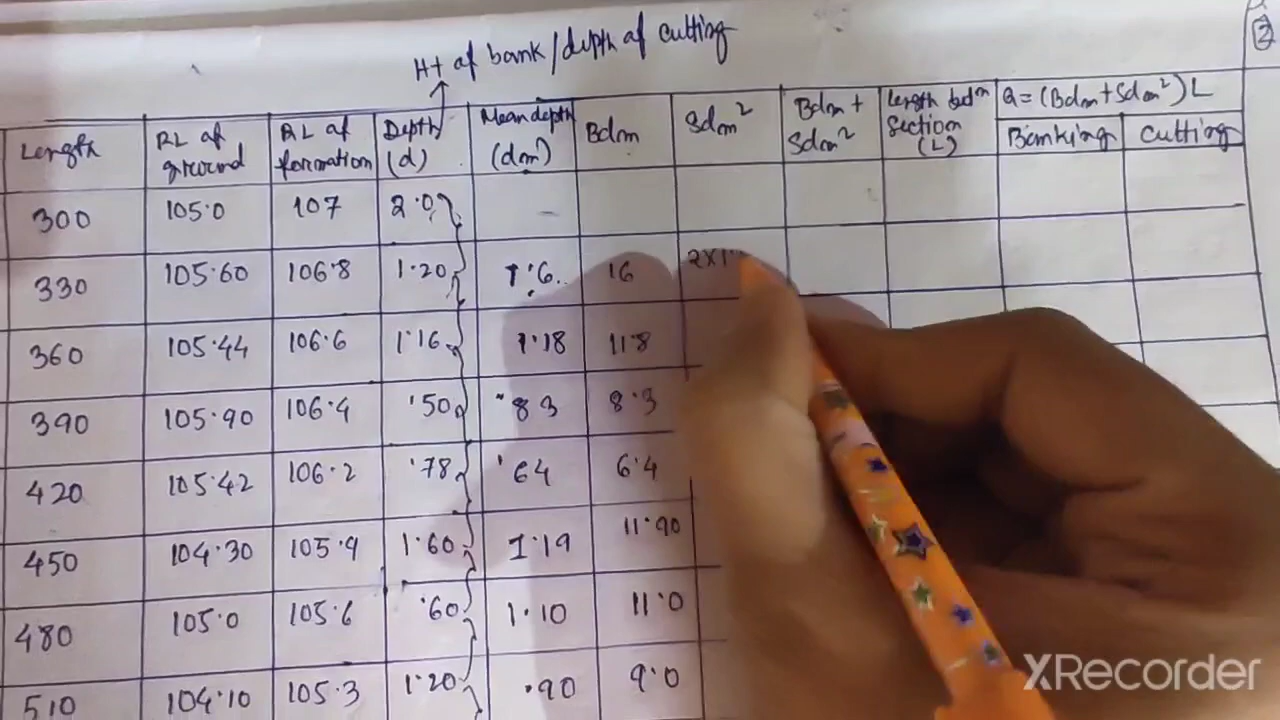 Ht of bank/depth of cutting
2
Length RL of ground RL of formation Depth (d) Mean depth (dm) Bdm Sdm² Bdm + Sdm² Length betn section (L) Q = (Bdm + Sdm²) L
Banking Cutting
300 105.0 107 2.0 -
330 105.60 106.8 1.20 1.6 16 2×1.
360 105.44 106.6 1.16 1.18 11.8
390 105.90 106.4 .50 .83 8.3
420 105.42 106.2 .78 .64 6.4
450 104.30 105.9 1.60 1.19 11.90
480 105.0 105.6 .60 1.10 11.0
510 104.10 105.3 1.20 .90 9.0
XRecorder